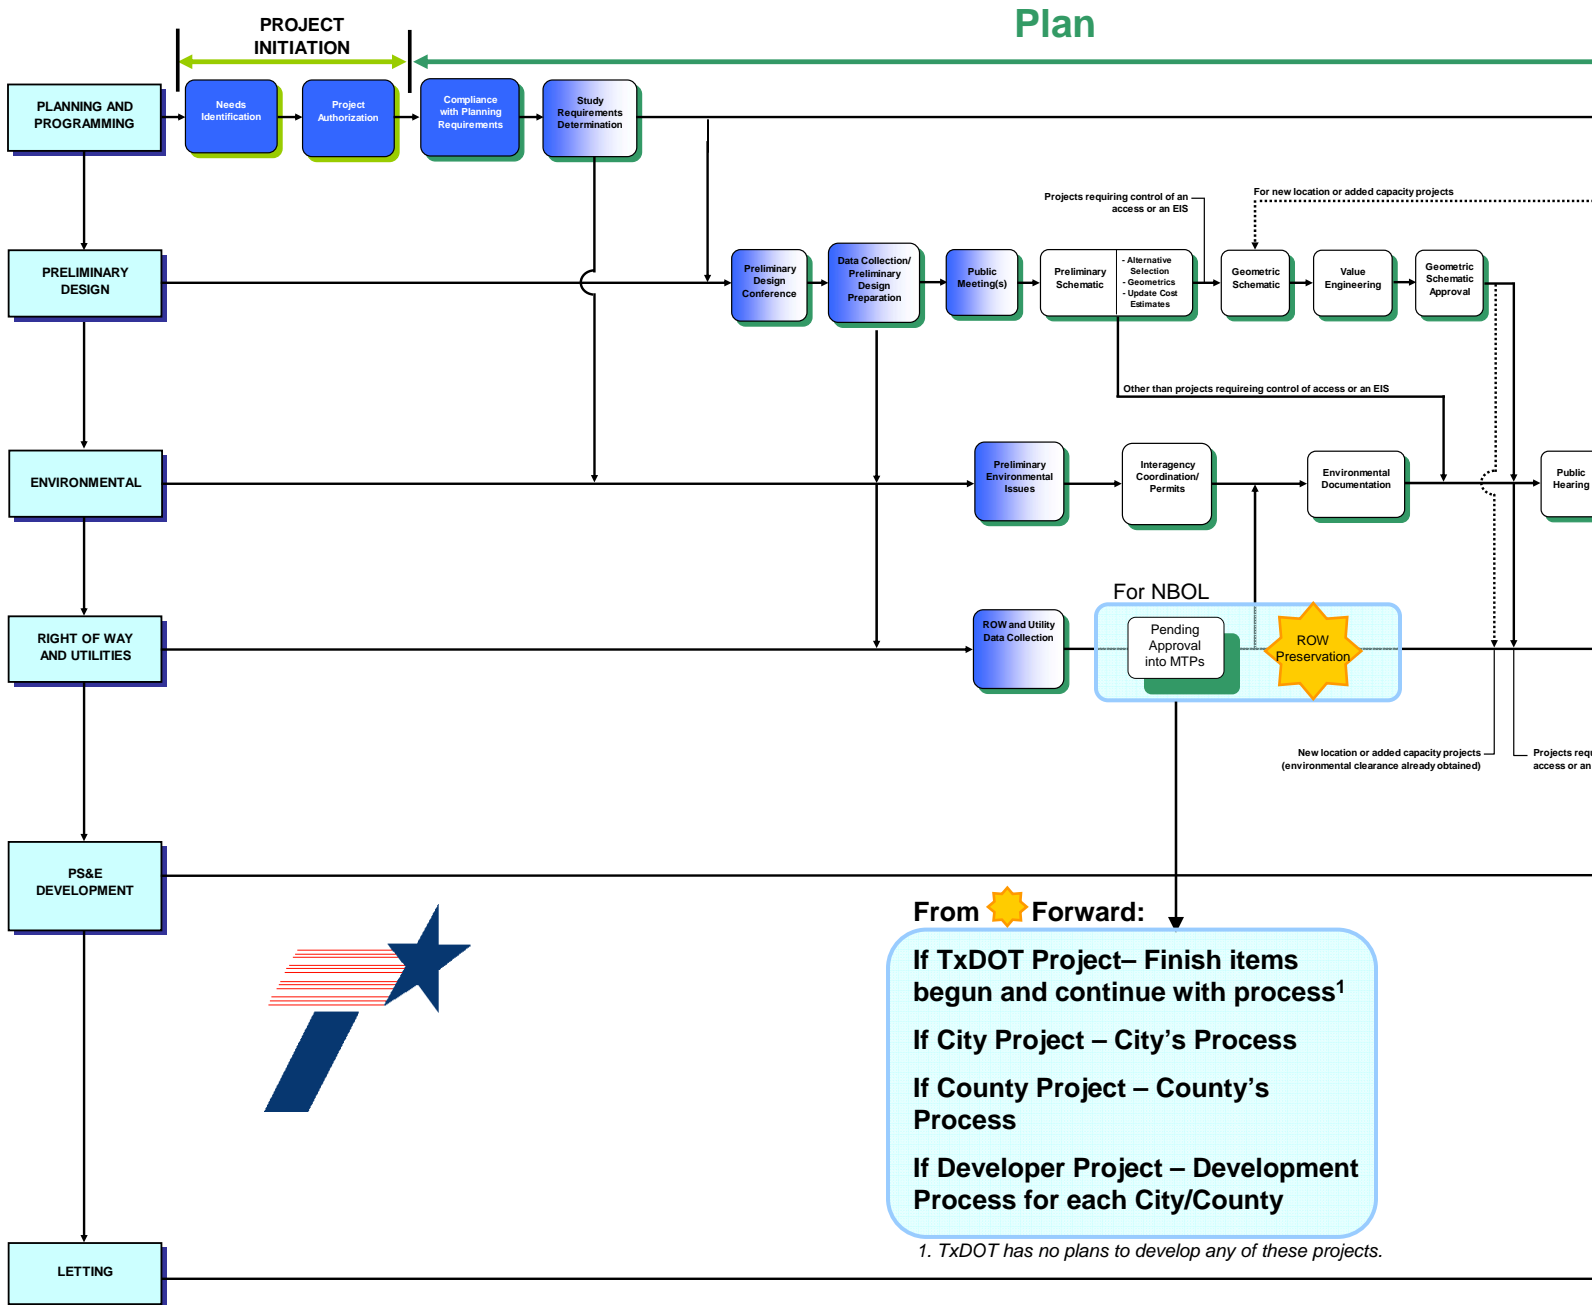 Plan
PROJECT
INITIATION
PLANNING AND
PROGRAMMING
Needs
Identification
Project
Authorization
Compliance
with Planning
Requirements
Study
Requirements
Determination
Projects requiring control of an
access or an EIS
For new location or added capacity projects
PRELIMINARY
DESIGN
Preliminary
Design
Conference
Data Collection/
Preliminary
Design
Preparation
Public
Meeting(s)
Preliminary
Schematic
- Alternative
Selection
- Geometrics
- Update Cost
Estimates
Geometric
Schematic
Value
Engineering
Geometric
Schematic
Approval
Other than projects requireing control of access or an EIS
ENVIRONMENTAL
Preliminary
Environmental
Issues
Interagency
Coordination/
Permits
Environmental
Documentation
Public
Hearing
For NBOL
RIGHT OF WAY
AND UTILITIES
ROW and Utility
Data Collection
Pending
Approval
into MTPs
ROW
Preservation
New location or added capacity projects
(environmental clearance already obtained)
Projects requ
access or an
PS&E
DEVELOPMENT
From Forward:
If TxDOT Project– Finish items
begun and continue with process¹
If City Project – City’s Process
If County Project – County’s
Process
If Developer Project – Development
Process for each City/County
1. TxDOT has no plans to develop any of these projects.
LETTING